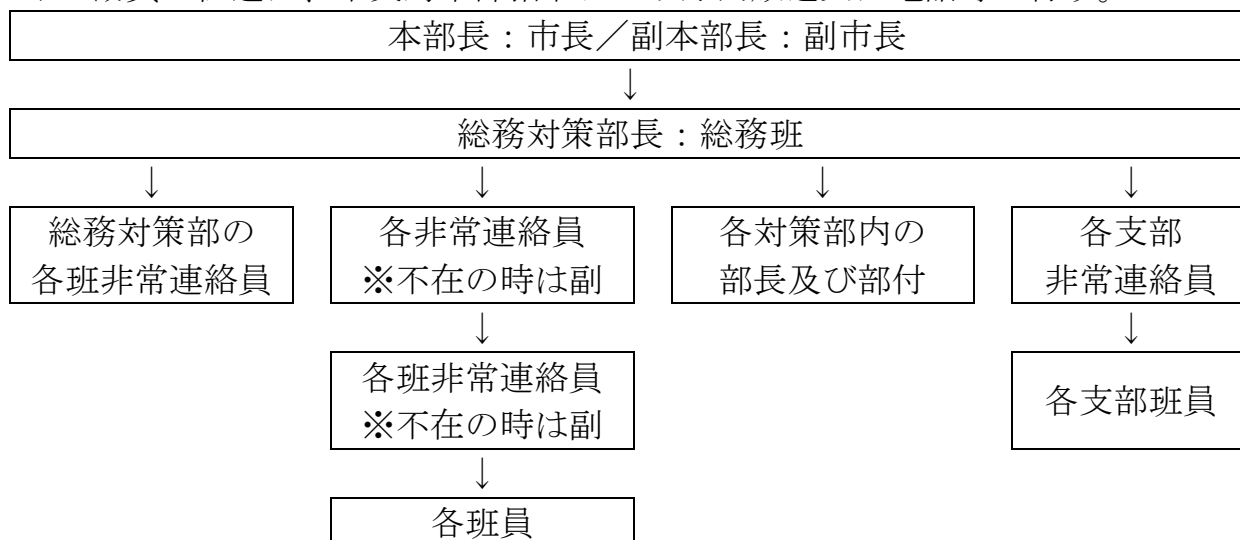 本部長：市長／副本部長：副市長
↓
総務対策部長：総務班
↓ ↓ ↓ ↓
総務対策部の
各班非常連絡員
各非常連絡員
※不在の時は副
各対策部内の
部長及び部付
各支部
非常連絡員
↓ ↓
各班非常連絡員
※不在の時は副
各支部班員
↓
各班員